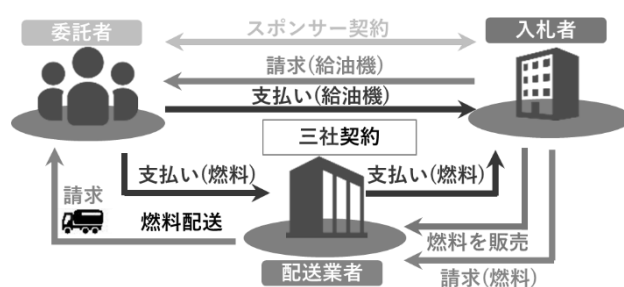 委託者
スポンサー契約
入札者
請求(給油機)
支払い(給油機)
三社契約
支払い(燃料)
支払い(燃料)
請求
燃料配送
燃料を販売
配送業者
請求(燃料)